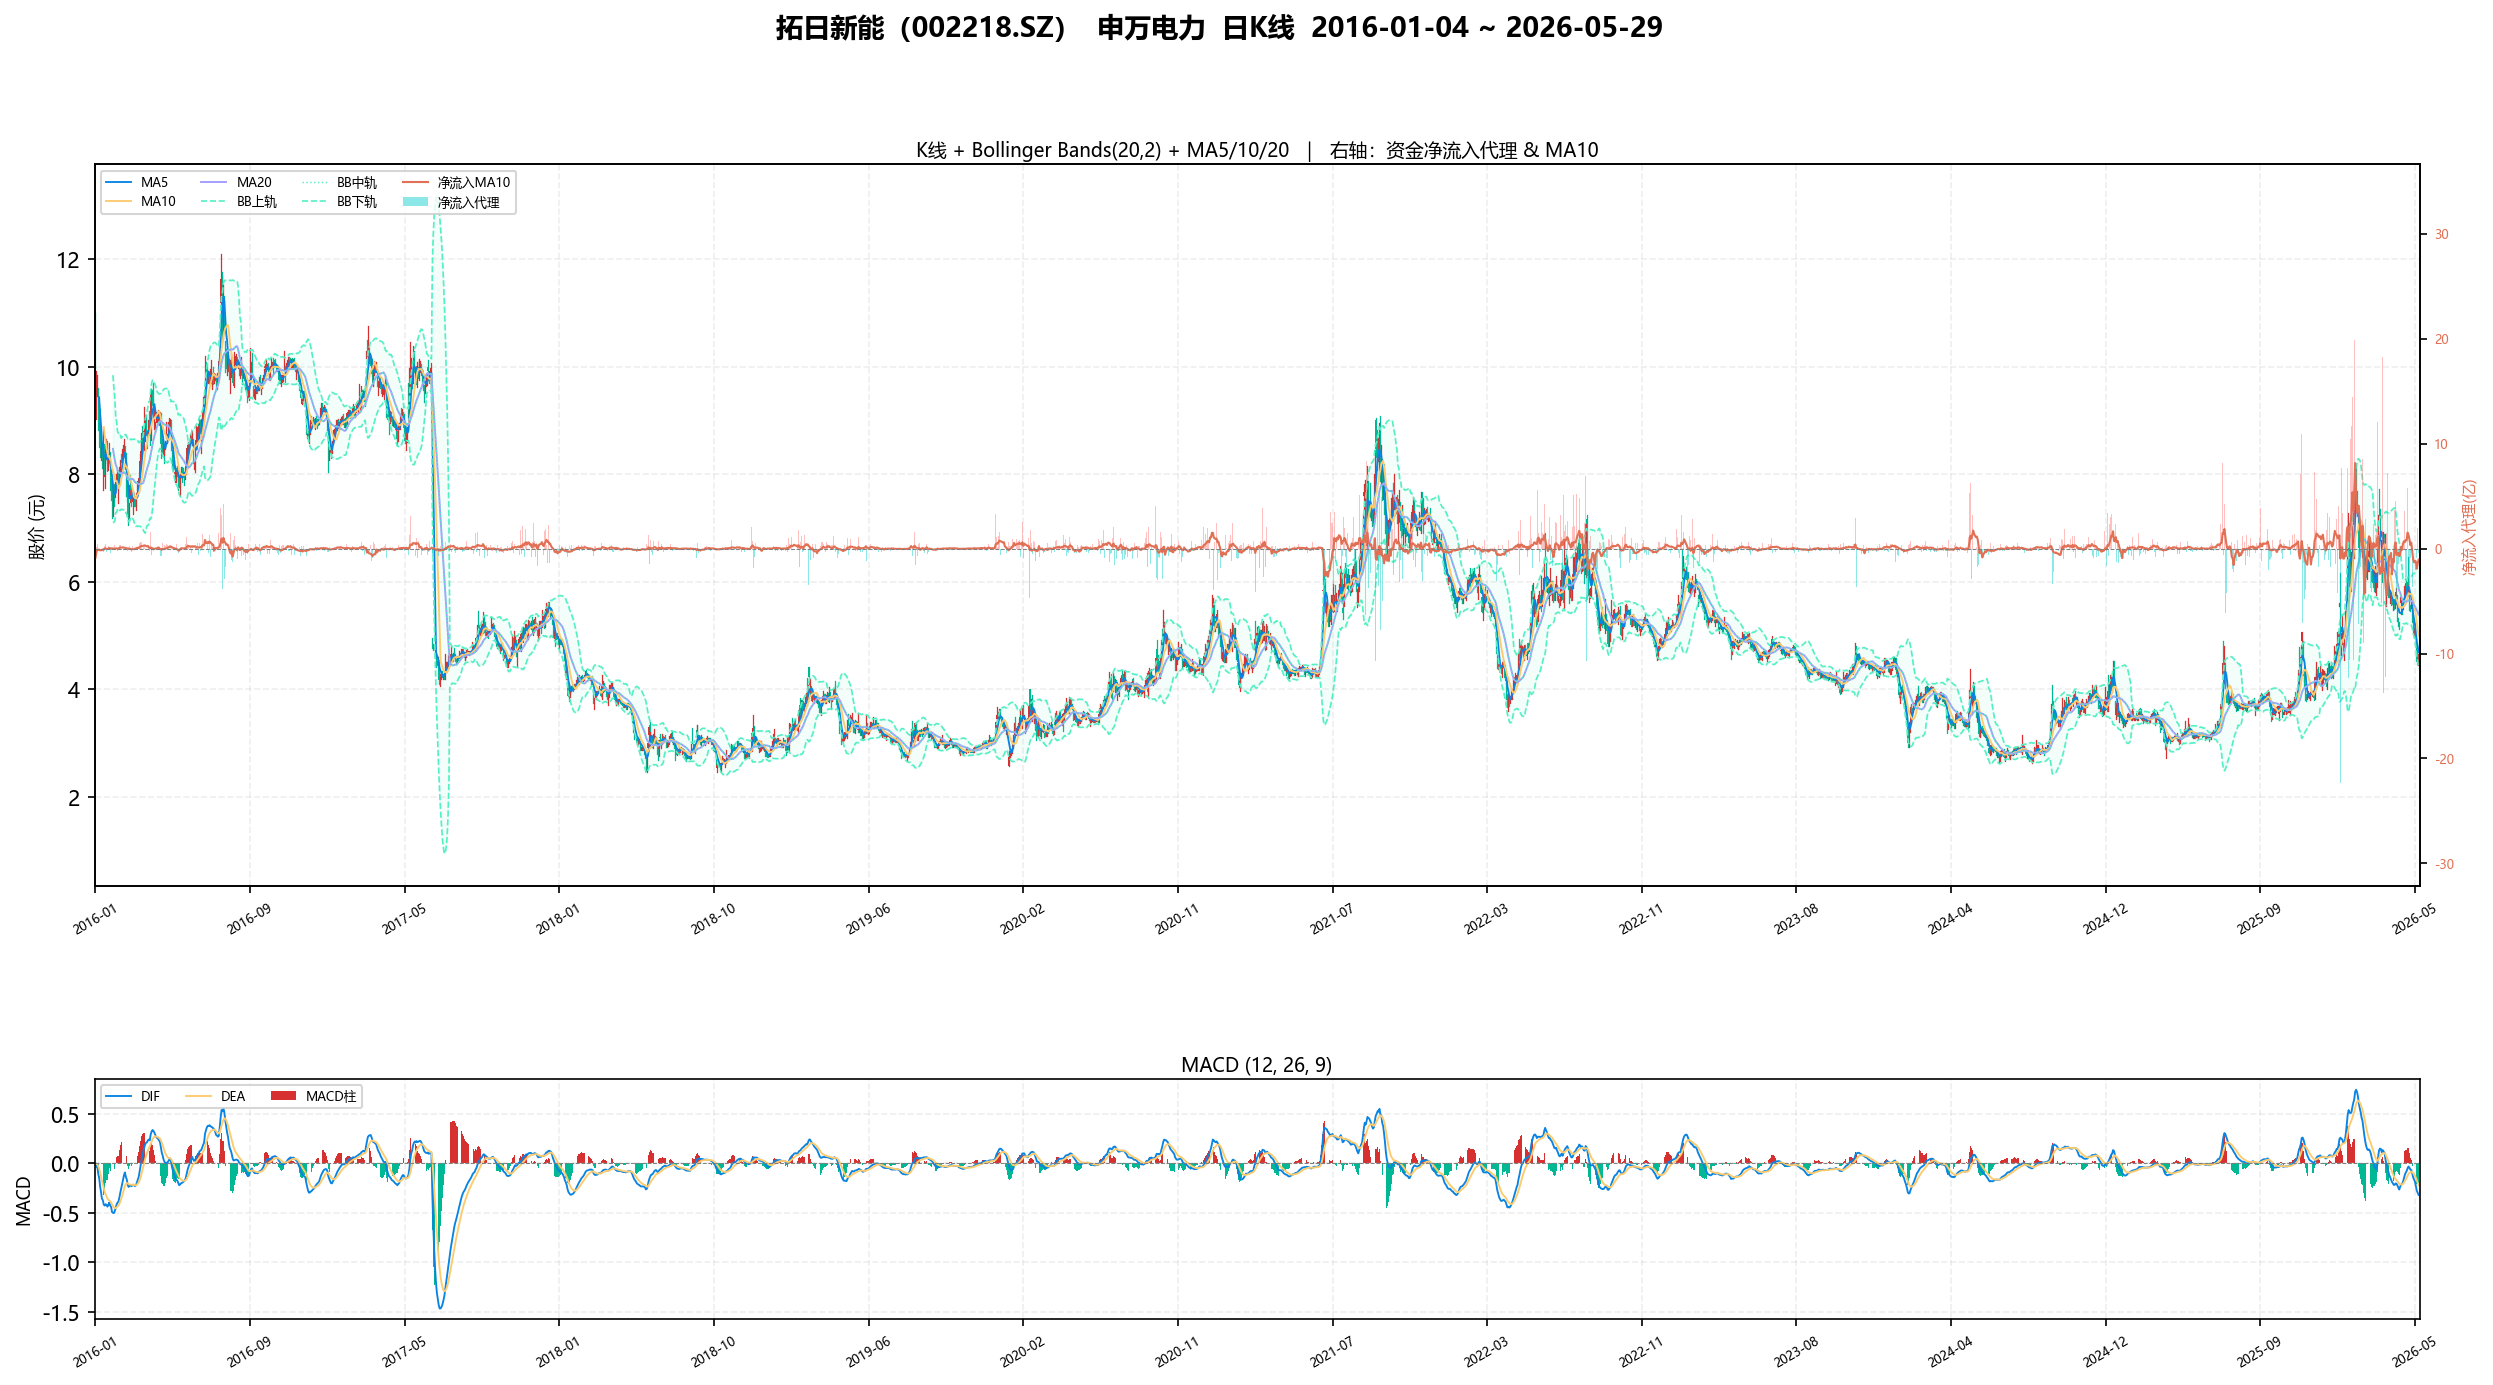 拓日新能（002218.SZ） 申万电力 日K线 2016-01-04 ~ 2026-05-29
K线 + Bollinger Bands(20,2) + MA5/10/20 | 右轴：资金净流入代理 & MA10
MA5 MA20 BB中轨 净流入MA10
MA10 BB上轨 BB下轨 净流入代理
12
10
8
6
4
2
股价 (元)
30
20
10
0
-10
-20
-30
净流入代理(亿)
2016-01 2016-09 2017-05 2018-01 2018-10 2019-06 2020-02 2020-11 2021-07 2022-03 2022-11 2023-08 2024-04 2024-12 2025-09 2026-05
MACD (12, 26, 9)
DIF DEA MACD柱
0.5
0.0
-0.5
-1.0
-1.5
MACD
2016-01 2016-09 2017-05 2018-01 2018-10 2019-06 2020-02 2020-11 2021-07 2022-03 2022-11 2023-08 2024-04 2024-12 2025-09 2026-05